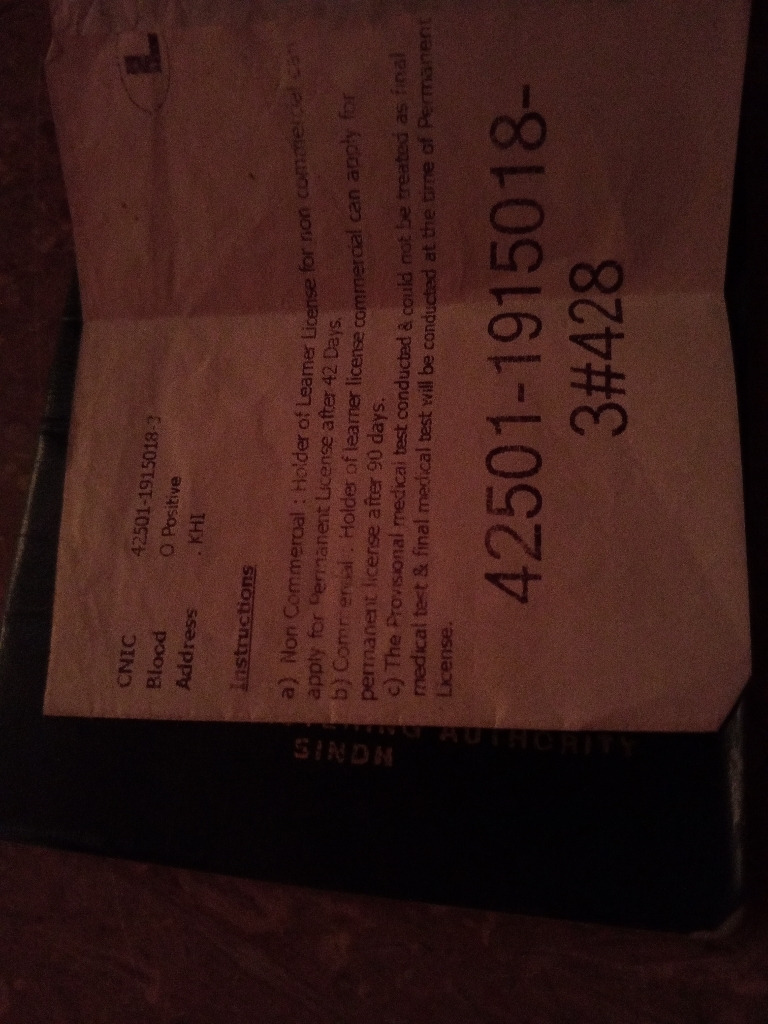 CNIC 42501-1915018-3
Blood O Positive
Address . KHI
Instructions
a) Non Commercial : Holder of Learner License for non commercial can
apply for Permanent License after 42 Days.
b) Commercial . Holder of learner license commercial can apply for
permanent license after 90 days.
c) The Provisional medical test conducted & could not be treated as final
medical test & final medical test will be conducted at the time of Permanent
License.
42501-1915018-
3#428
AUTHORITY
SINDH